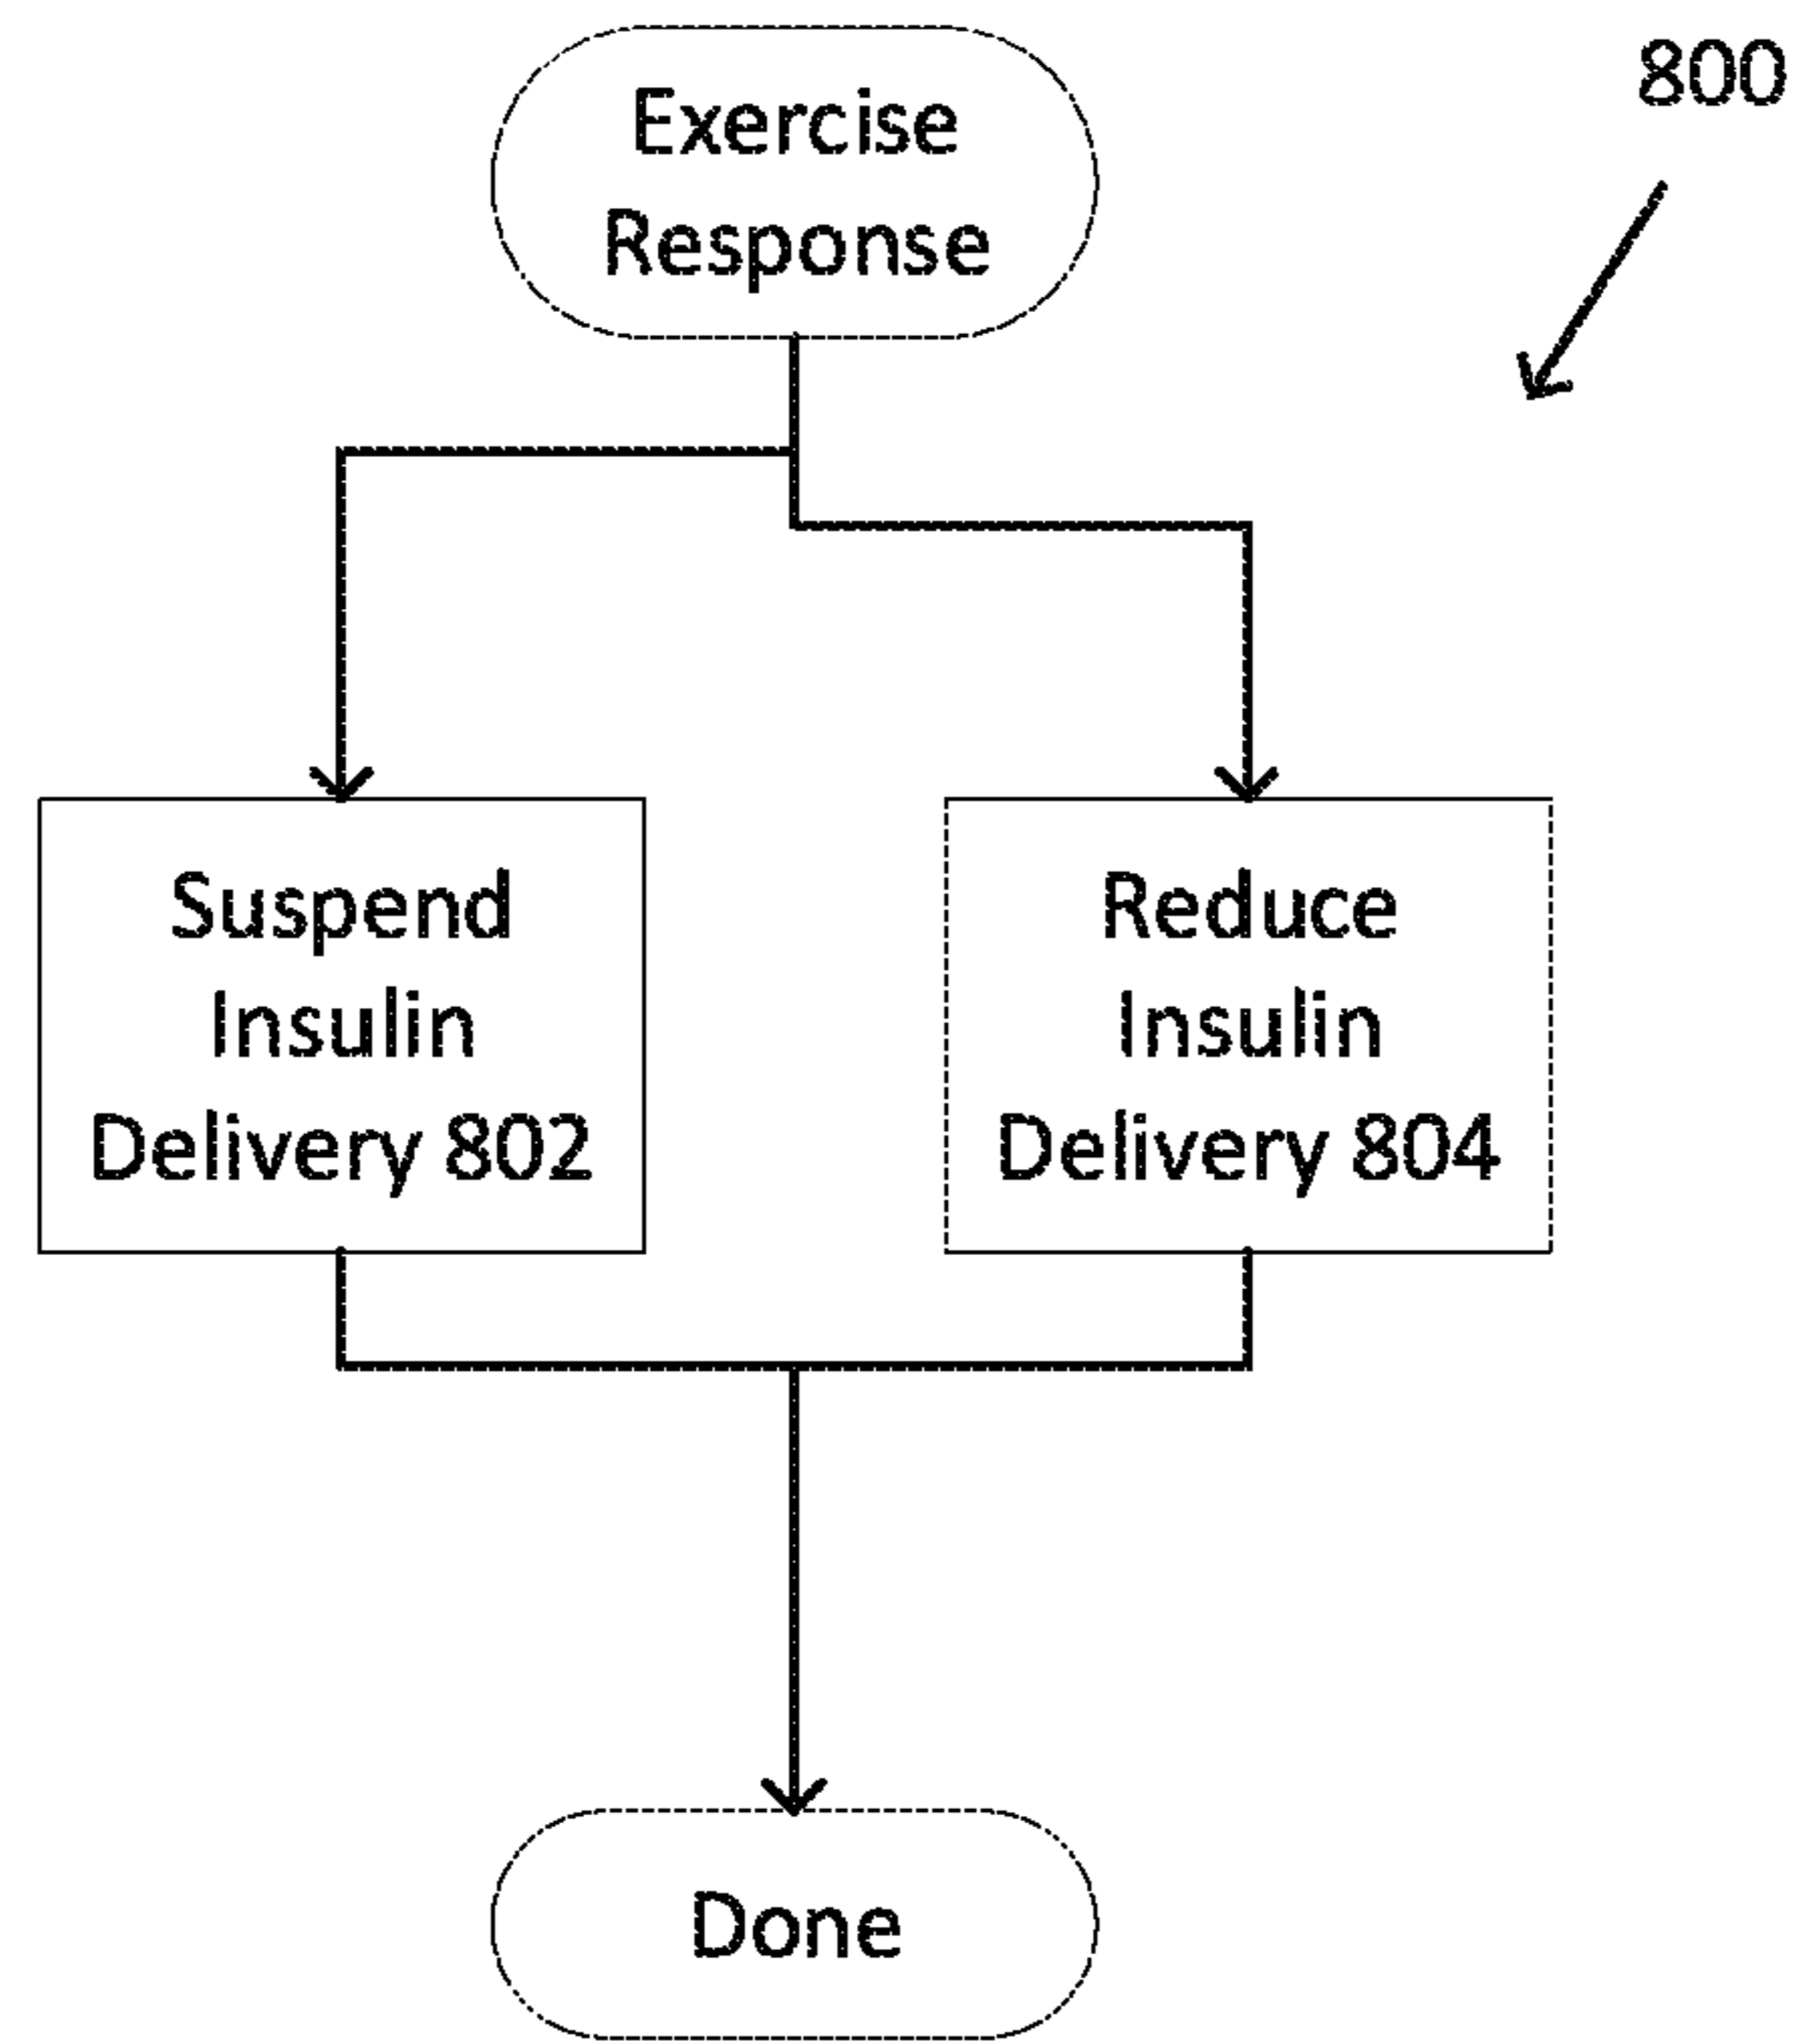 Exercise
Response
800
Suspend
Insulin
Delivery 802
Reduce
Insulin
Delivery 804
Done